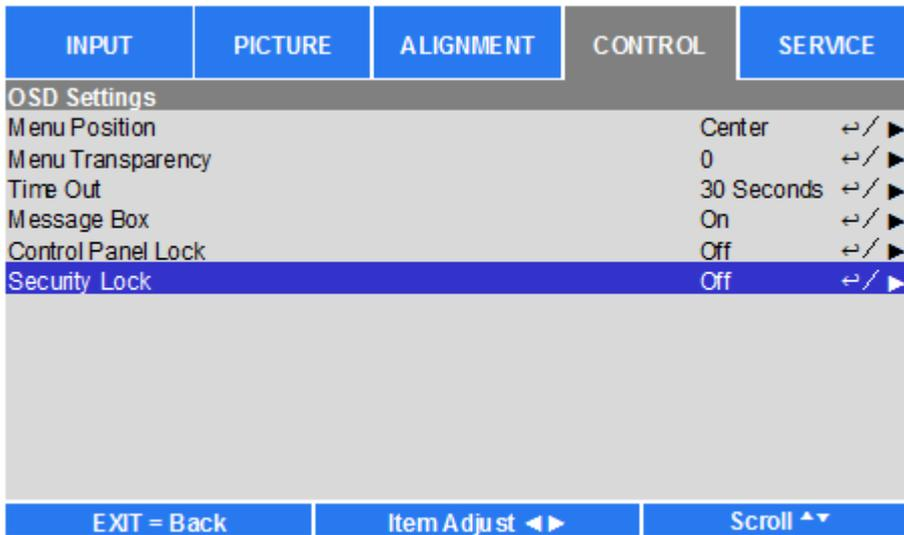 INPUT PICTURE ALIGNMENT CONTROL SERVICE
OSD Settings
Menu Position Center ↩/▶
Menu Transparency 0 ↩/▶
Time Out 30 Seconds ↩/▶
Message Box On ↩/▶
Control Panel Lock Off ↩/▶
Security Lock Off ↩/▶
EXIT = Back Item Adjust ◀▶ Scroll ▲▼